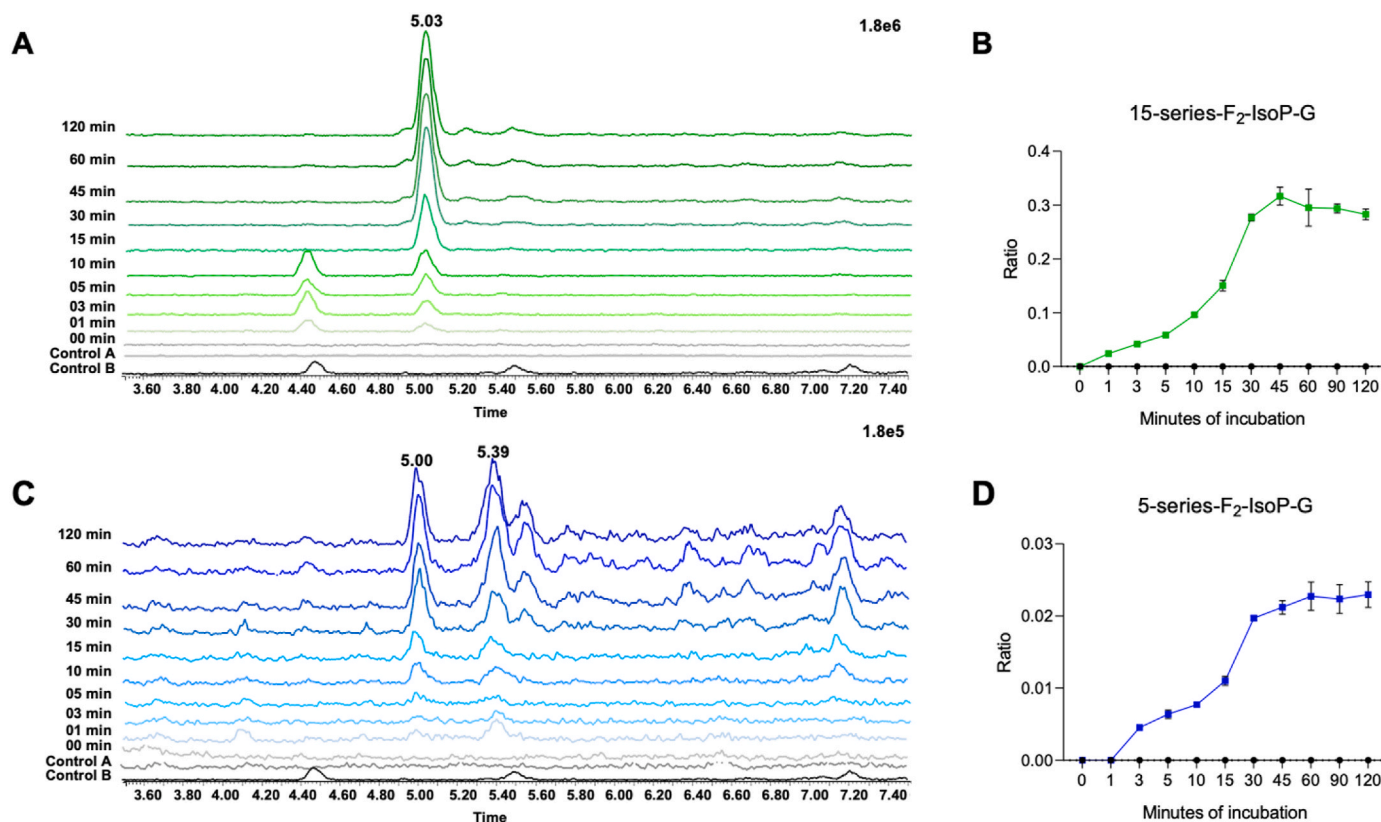 A
5.03
1.8e6
120 min
60 min
45 min
30 min
15 min
10 min
05 min
03 min
01 min
00 min
Control A
Control B
3.60 4.00 4.20 4.40 4.80 5.00 5.20 5.40 5.60 5.80 6.00 6.20 6.40 6.60 6.80 7.00 7.20 7.40
Time
B
15-series-F₂-IsoP-G
Ratio
0.4
0.3
0.2
0.1
0.0
0 1 3 5 10 15 30 45 60 90 120
Minutes of incubation
C
5.00
5.39
1.8e5
120 min
60 min
45 min
30 min
15 min
10 min
05 min
03 min
01 min
00 min
Control A
Control B
3.60 3.80 4.00 4.20 4.40 4.60 4.80 5.00 5.20 5.40 5.60 5.80 6.00 6.20 6.40 6.60 6.80 7.00 7.20 7.40
Time
D
5-series-F₂-IsoP-G
Ratio
0.03
0.02
0.01
0.00
0 1 3 5 10 15 30 45 60 90 120
Minutes of incubation